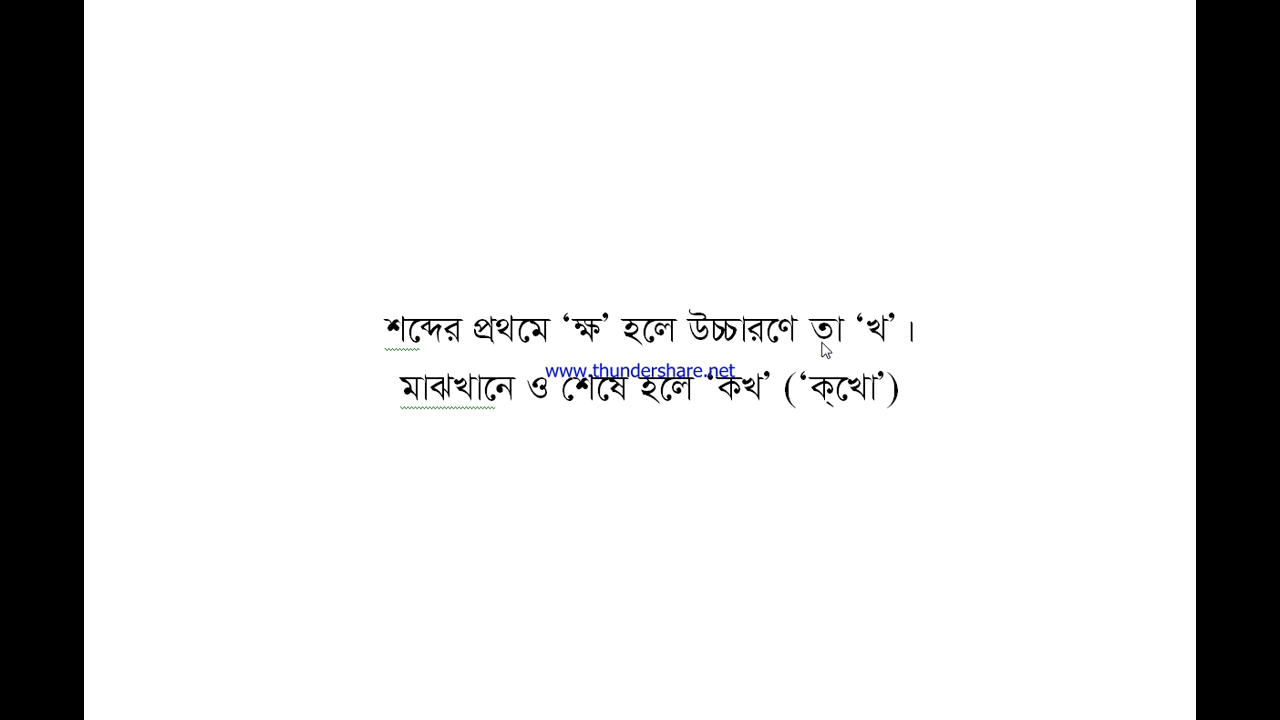 শব্দের প্রথমে ‘ক্ষ’ হলে উচ্চারণে তা ‘খ’ ।
www.thundershare.net
মাঝখানে ও শেষে হলে ‘কখ’ (‘ক্খো’)